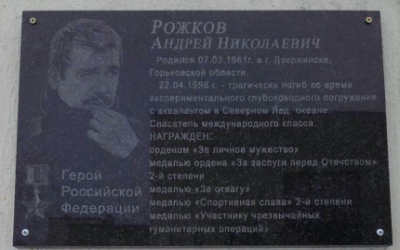 Рожков
Андрей Николаевич
Родился 07.03.1961г. в г. Дзержинске,
Горьковской области.
22.04.1998 г. - трагически погиб во время
экспериментального глубоководного погружения
с аквалангом в Северном Лед. океане.
Спасатель международного класса.
НАГРАЖДЕН:
орденом «За личное мужество»
медалью ордена «За заслуги перед Отечеством»
2-й степени
медалью «За отвагу»
медалью «Спортивная слава» 2-й степени
медалью «Участнику чрезвычайных
гуманитарных операций»
Герой
Российской
Федерации